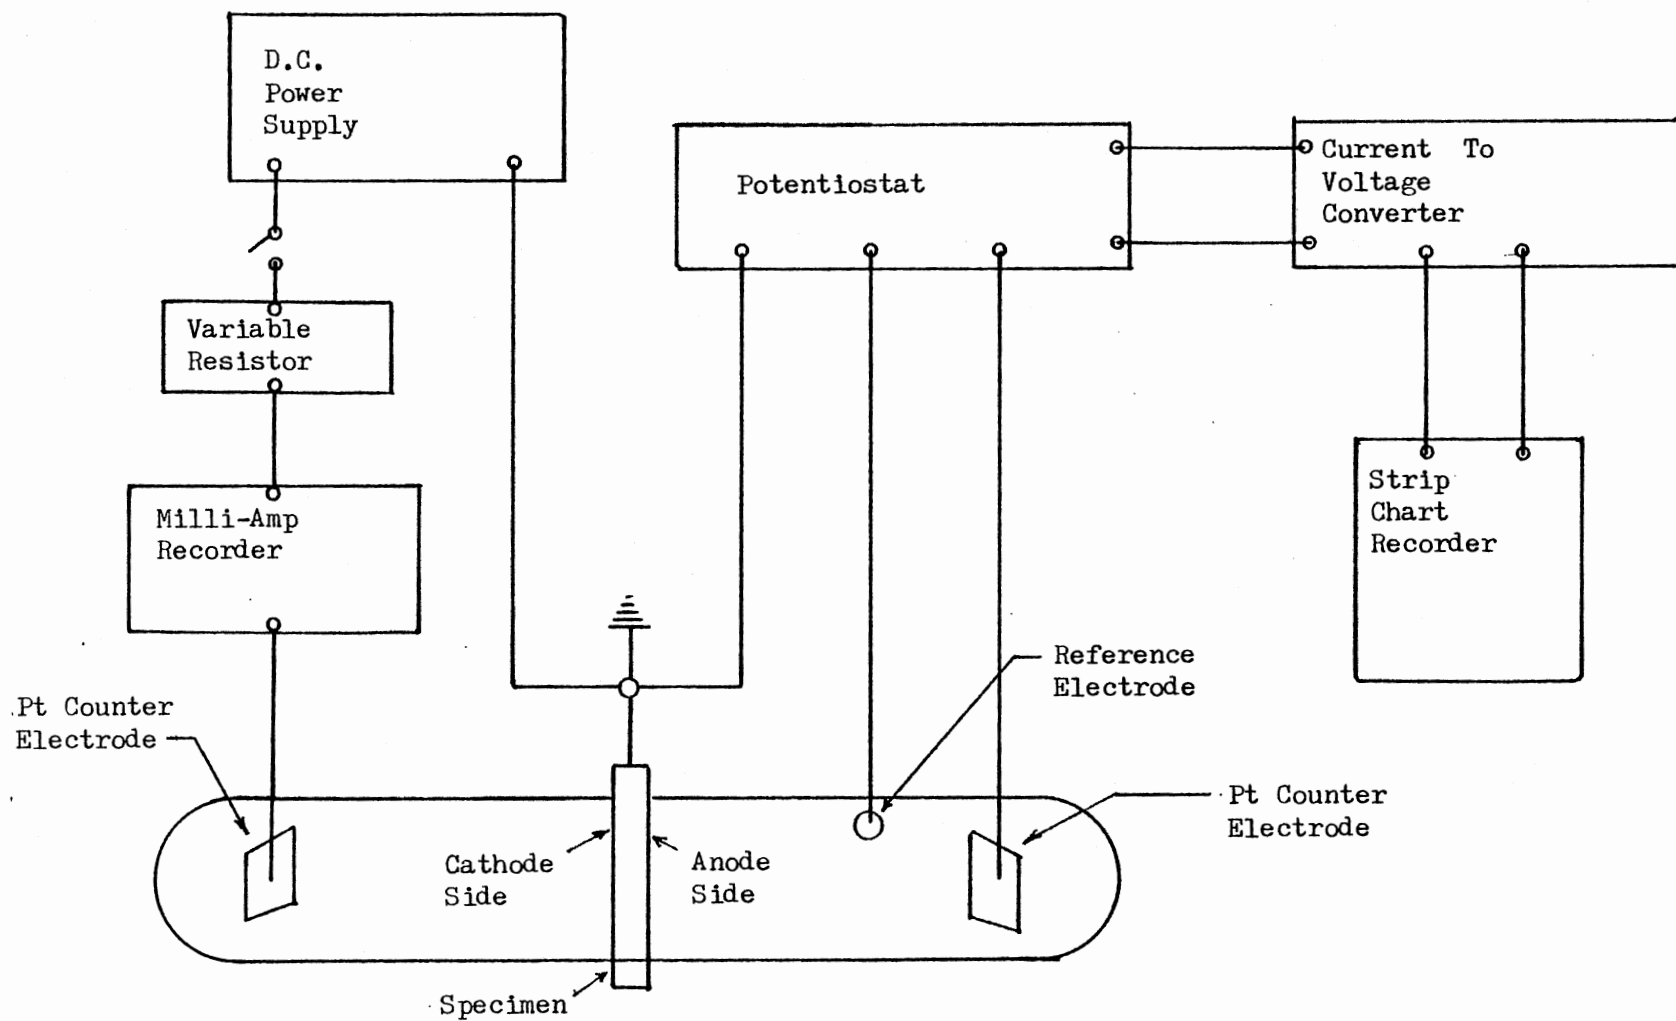 D.C.
Power
Supply
Potentiostat
Current To
Voltage
Converter
Variable
Resistor
Milli-Amp
Recorder
Strip
Chart
Recorder
Reference
Electrode
Pt Counter
Electrode
Pt Counter
Electrode
Cathode
Side
Anode
Side
Specimen